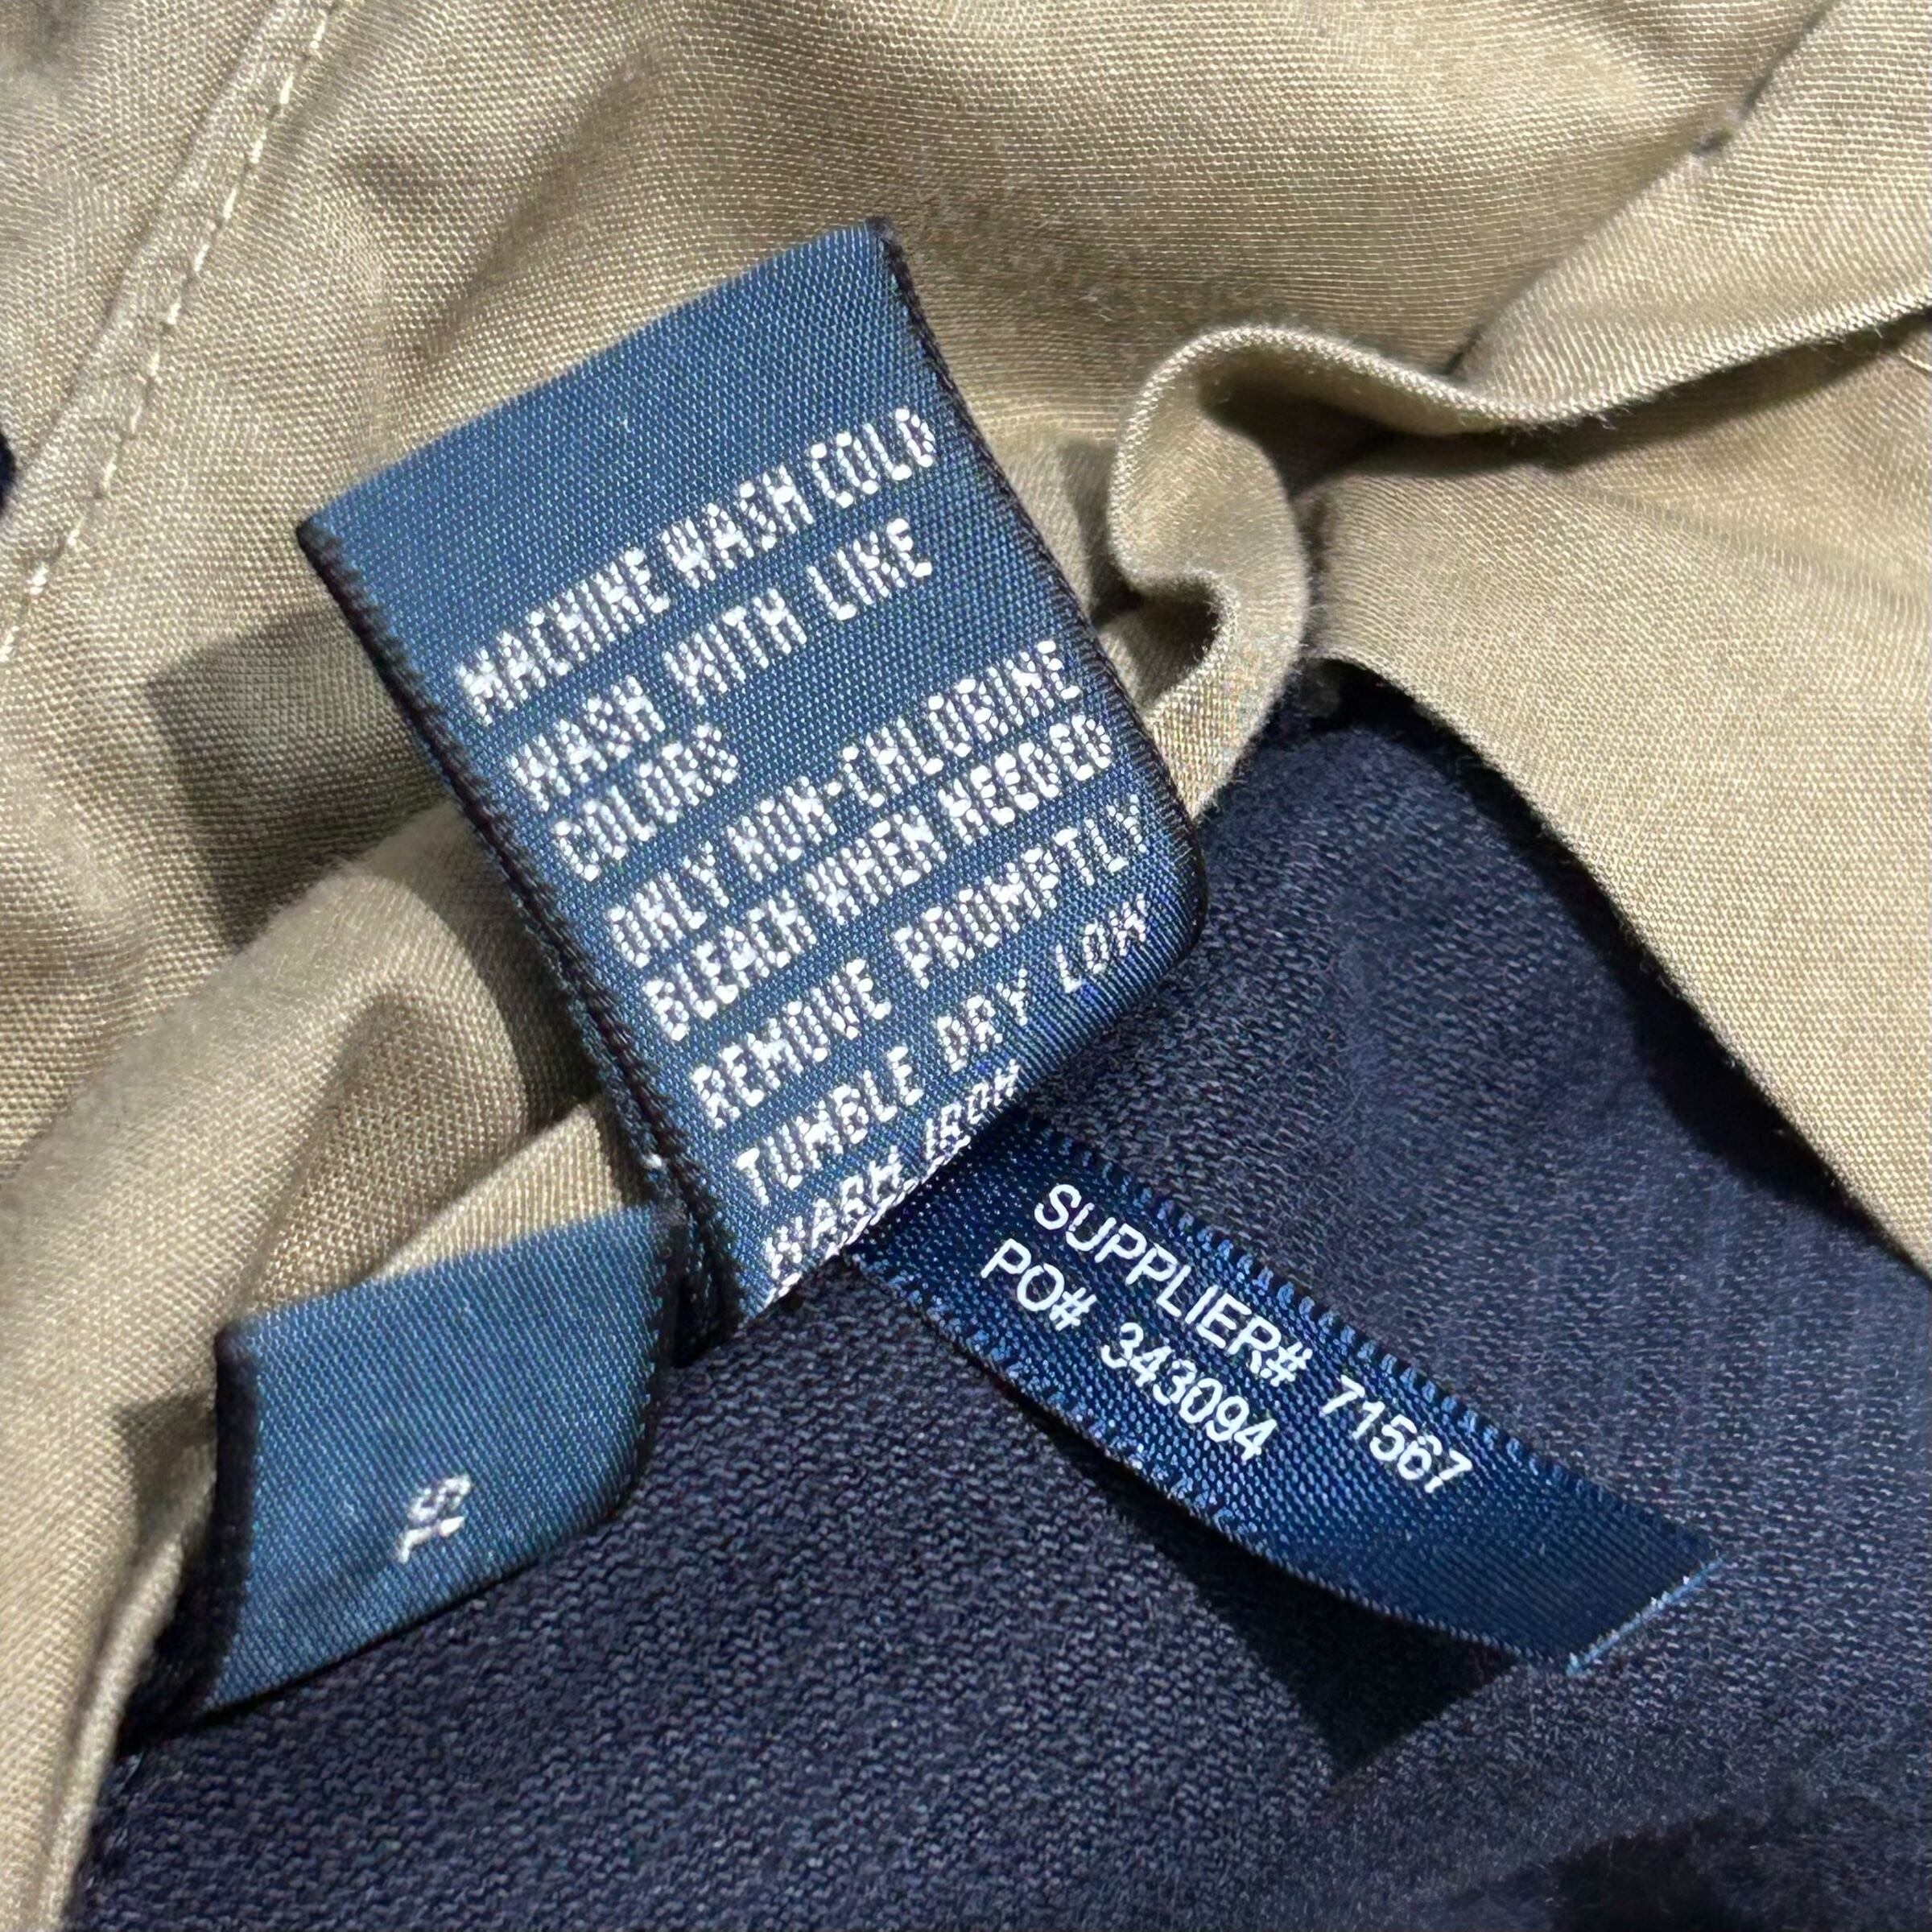 MACHINE WASH COLD
WASH WITH LIKE
COLORS
ONLY NON-CHLORINE
BLEACH WHEN NEEDED
REMOVE PROMPTLY
TUMBLE DRY LOW
WARM IRON
SUPPLIER# 71567
PO# 343094